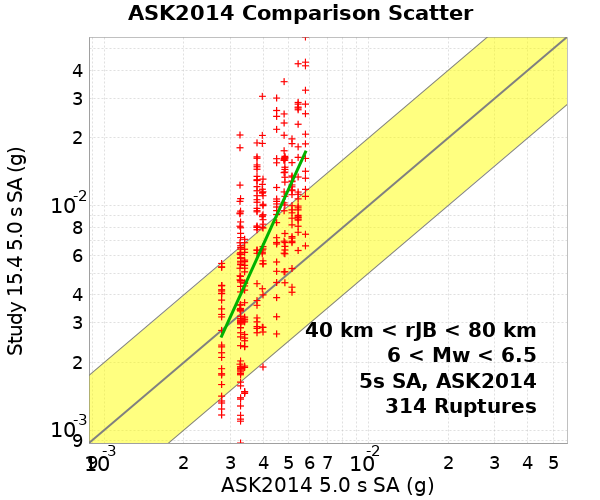 ASK2014 Comparison Scatter
Study 15.4 5.0 s SA (g)
4
3
2
10^-2
8
6
4
3
2
10^-3
9
40 km < rJB < 80 km
6 < Mw < 6.5
5s SA, ASK2014
314 Ruptures
9 10^-3 2 3 4 5 6 7 10^-2 2 3 4 5
ASK2014 5.0 s SA (g)